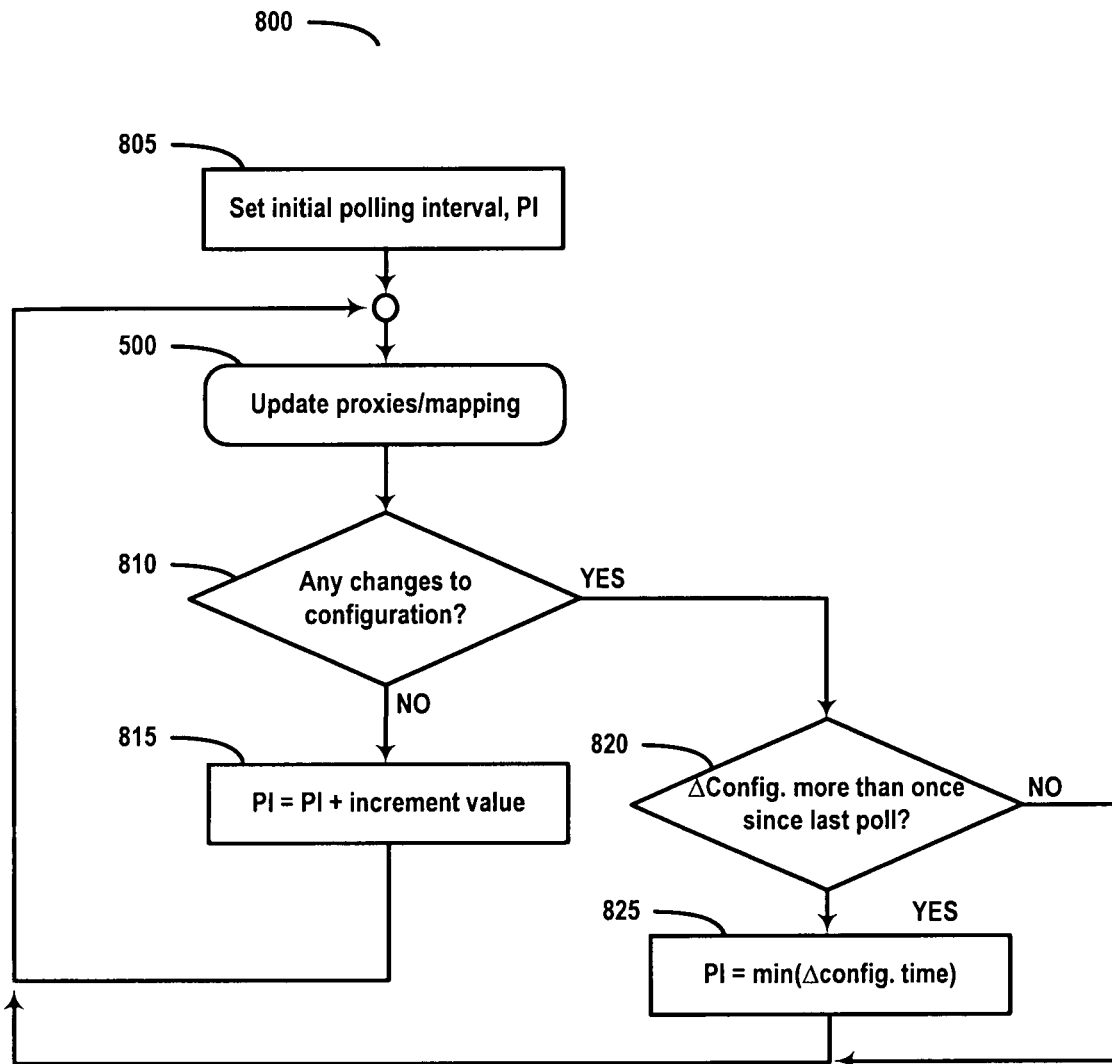 800
805
Set initial polling interval, PI
500
Update proxies/mapping
810
Any changes to
configuration?
YES
NO
815
PI = PI + increment value
820
ΔConfig. more than once
since last poll?
NO
YES
825
PI = min(Δconfig. time)